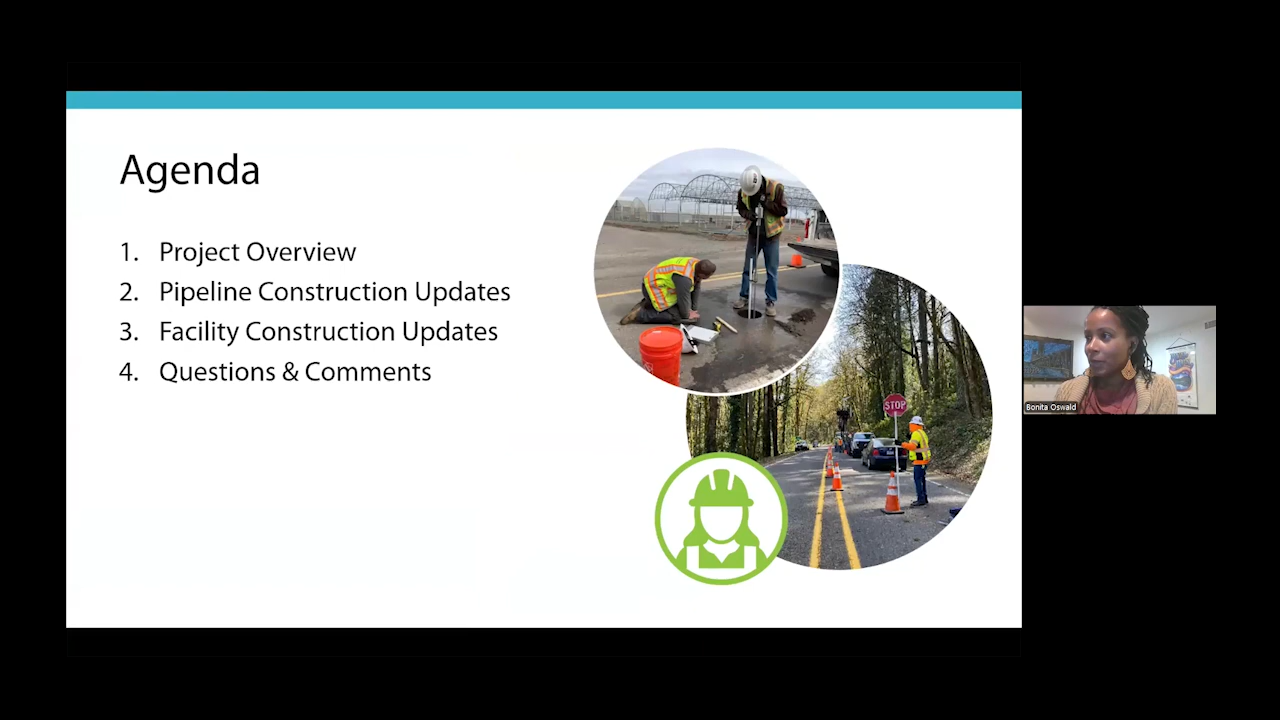 Agenda
1. Project Overview
2. Pipeline Construction Updates
3. Facility Construction Updates
4. Questions & Comments
STOP
Bonita Oswald